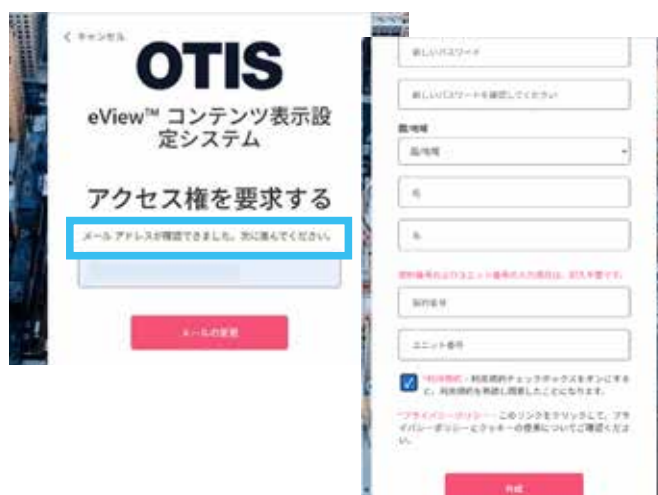 キャンセル
OTIS
eView™ コンテンツ表示設
定システム
アクセス権を要求する
メール アドレスが確認できました。次に進んでください。
メールの変更
新しいパスワード
新しいパスワードを確認してください
国/地域
国/地域
名
契約番号およびユニット番号の入力項目は、記入不要です。
契約番号
ユニット番号
*利用規約 - 利用規約チェックボックスをオンにする
と、利用規約を熟読し同意したことになります。
*プライバシーポリシー - このリンクをクリックして、プラ
イバシーポリシーとクッキーの使用についてご確認くださ
い。
作成